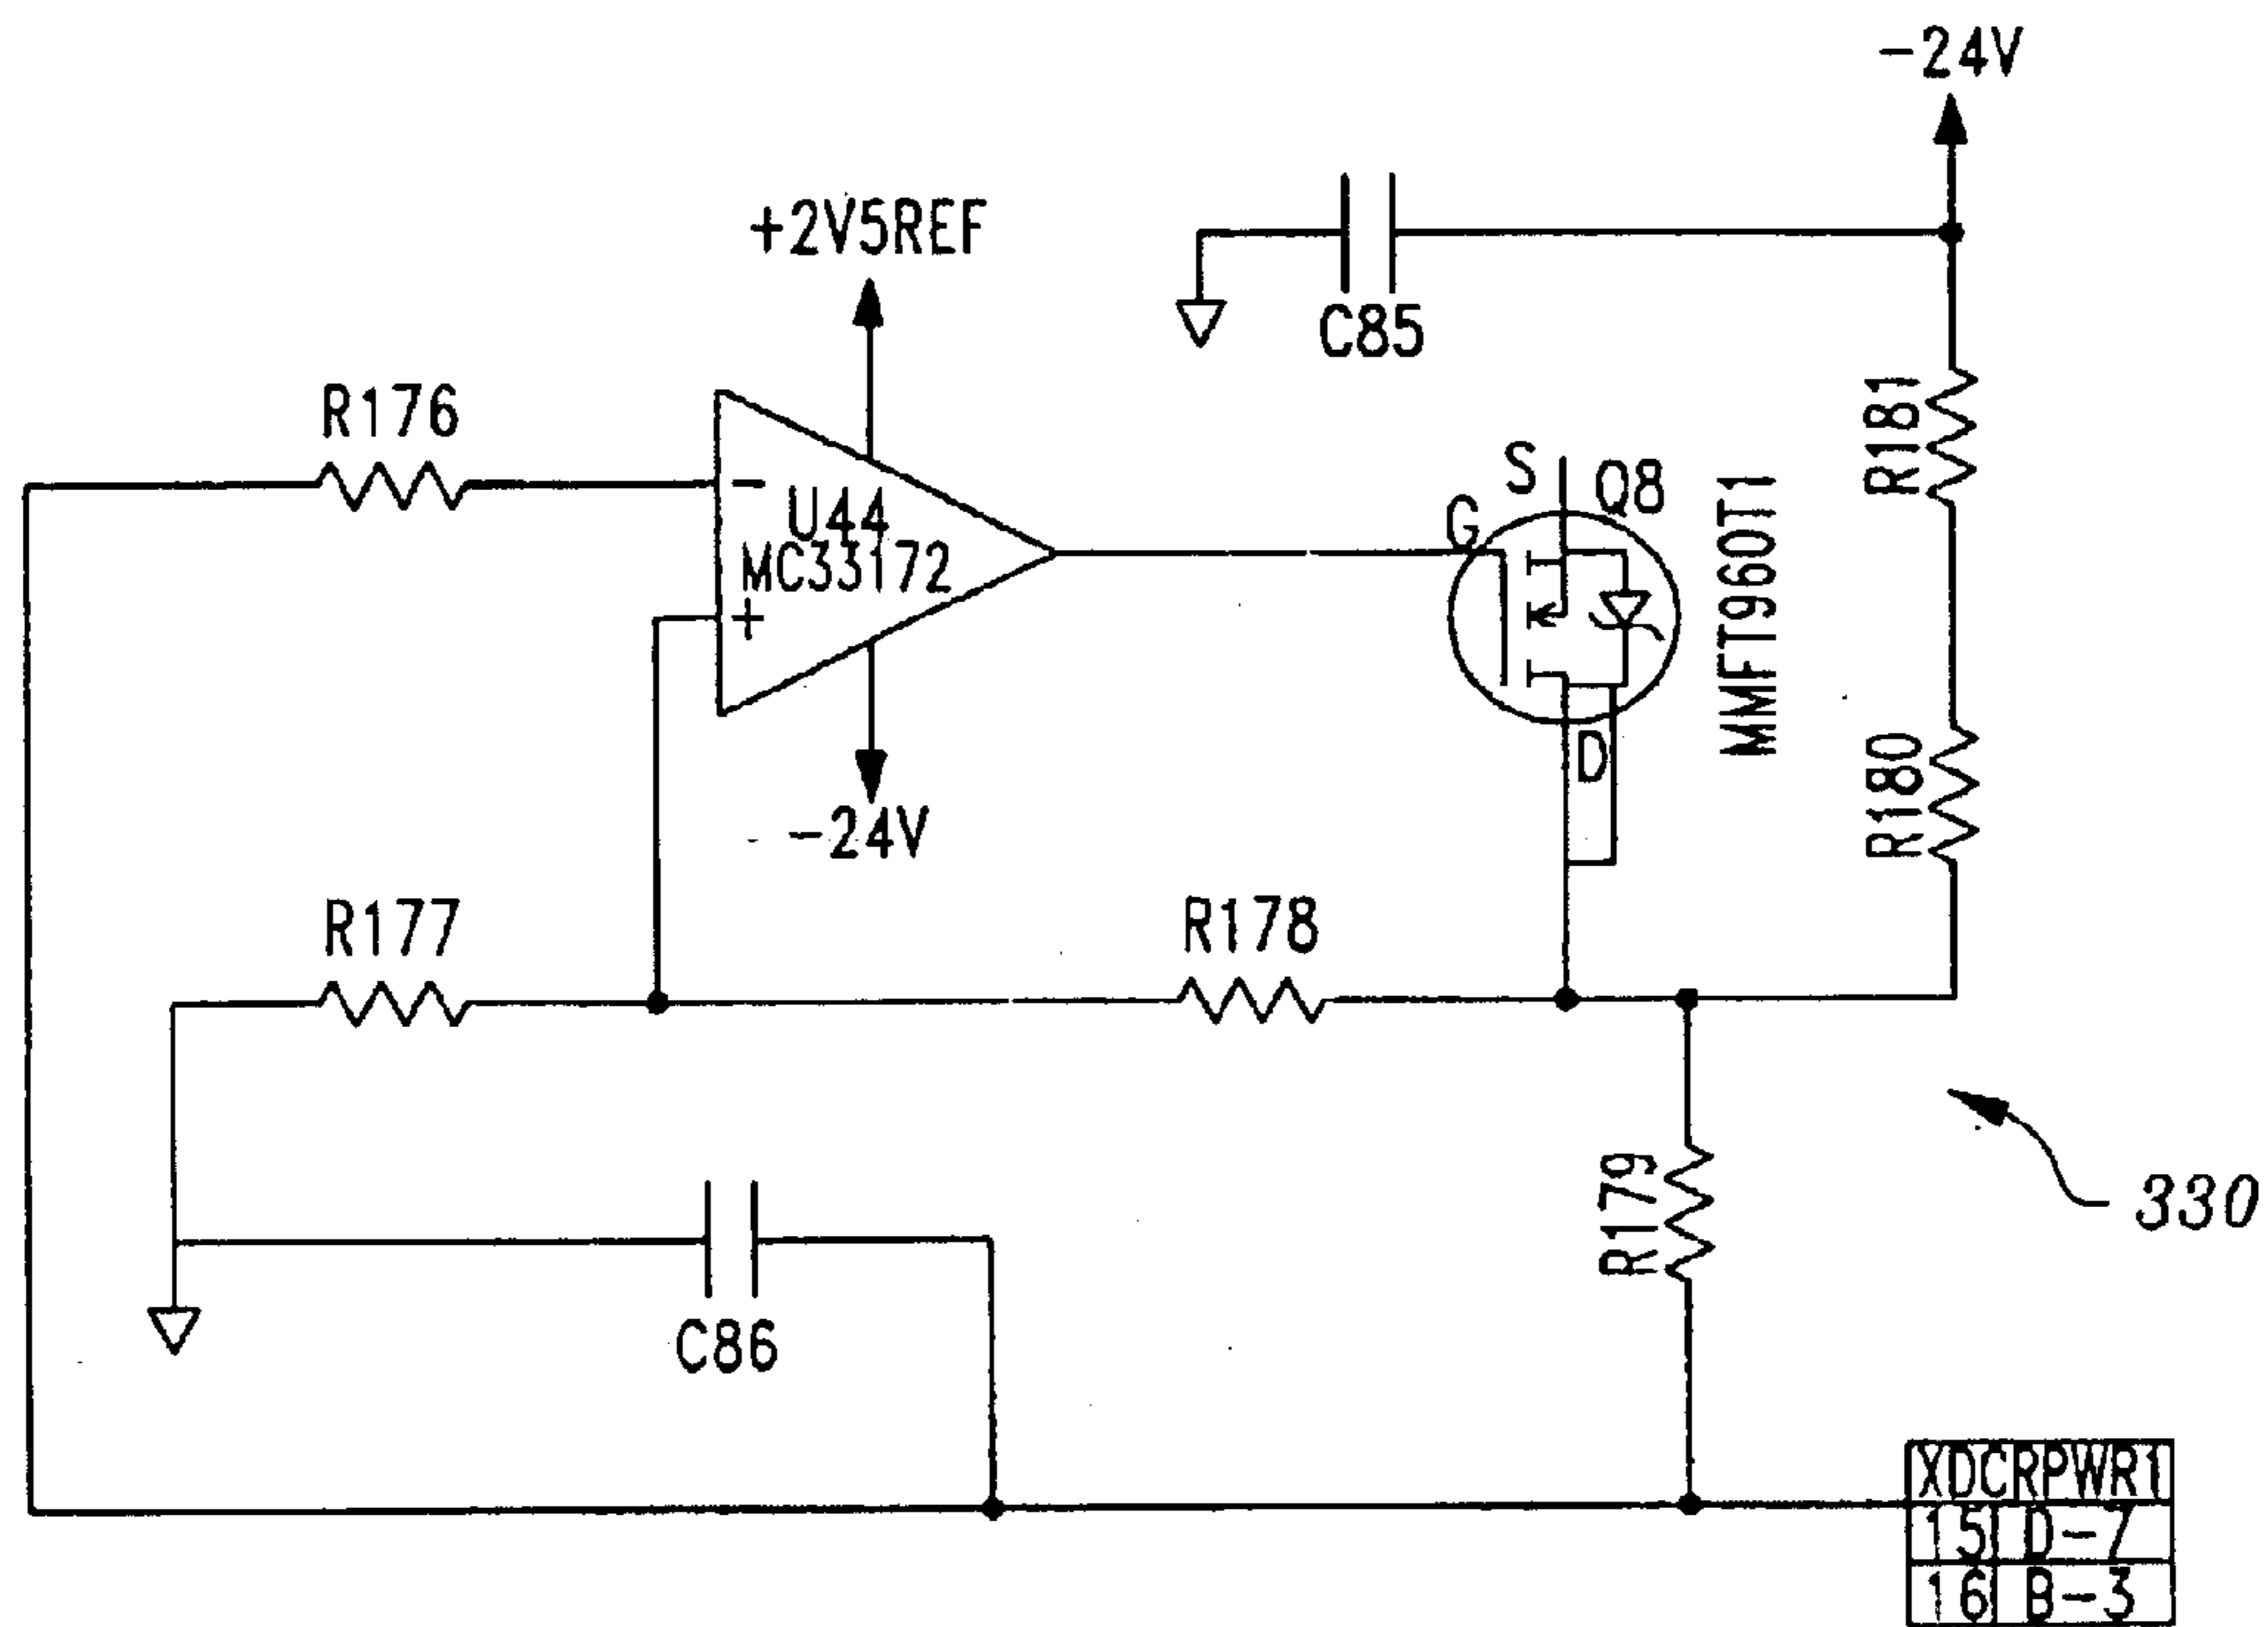 -24V
+2V5REF
C85
R176
R181
S
Q8
G
U44
MC33172
-
+
MMFT960T1
D
R180
-24V
R177
R178
R179
330
C86
XDCRPWR1
15 D-7
16 B-3